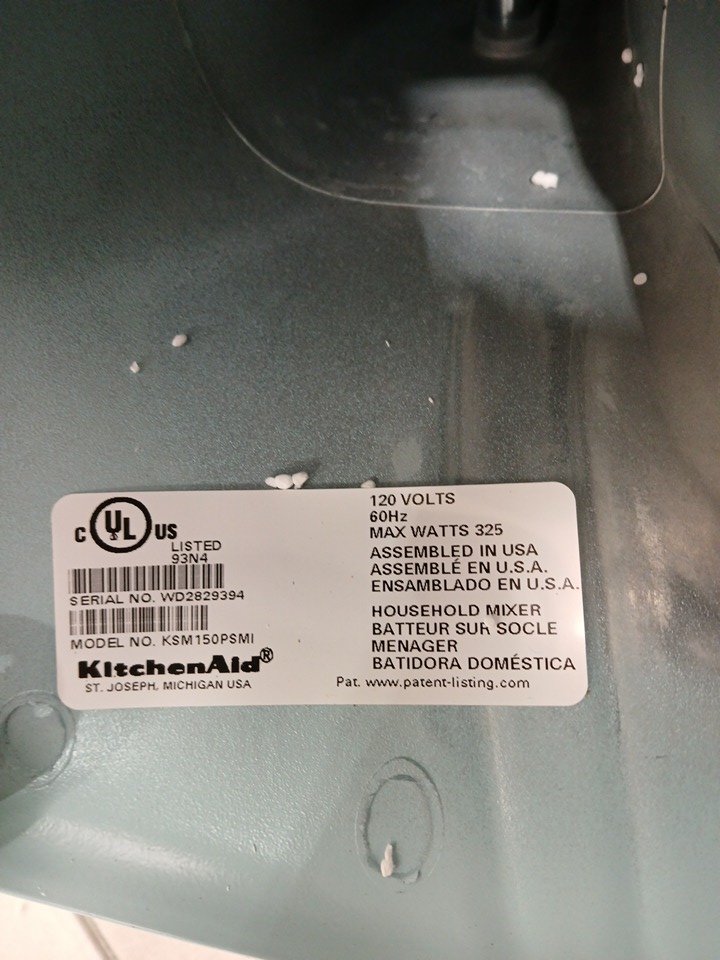 C UL US
LISTED
93N4
SERIAL NO. WD2829394
MODEL NO. KSM150PSMI
KitchenAid®
ST. JOSEPH, MICHIGAN USA
120 VOLTS
60Hz
MAX WATTS 325
ASSEMBLED IN USA
ASSEMBLÉ EN U.S.A.
ENSAMBLADO EN U.S.A.
HOUSEHOLD MIXER
BATTEUR SUR SOCLE
MENAGER
BATIDORA DOMÉSTICA
Pat. www.patent-listing.com